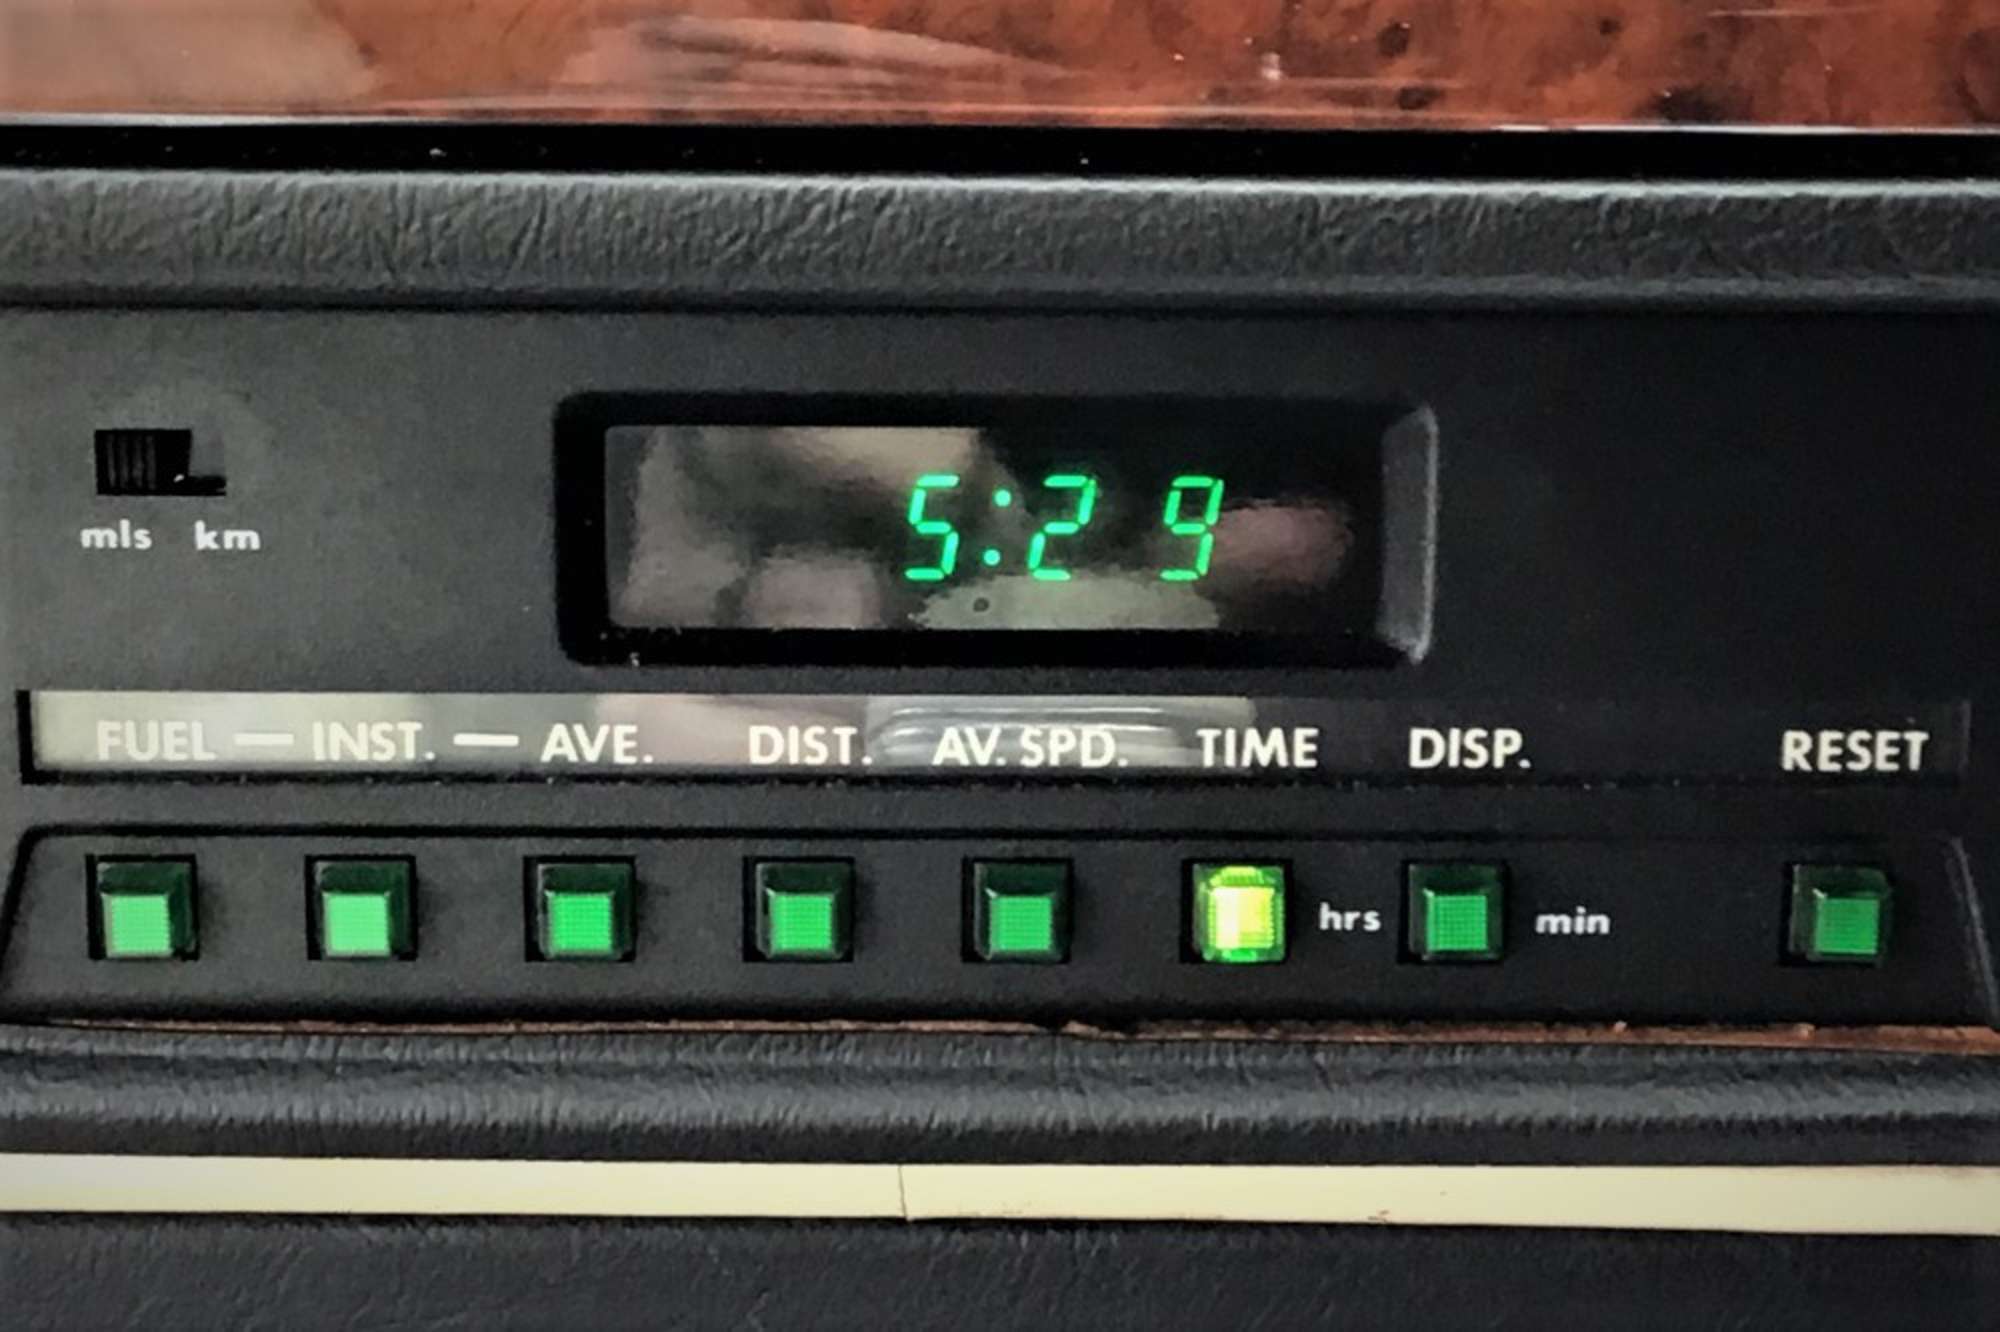 5:29
mls km
FUEL — INST. — AVE. DIST. AV. SPD. TIME DISP. RESET
hrs min